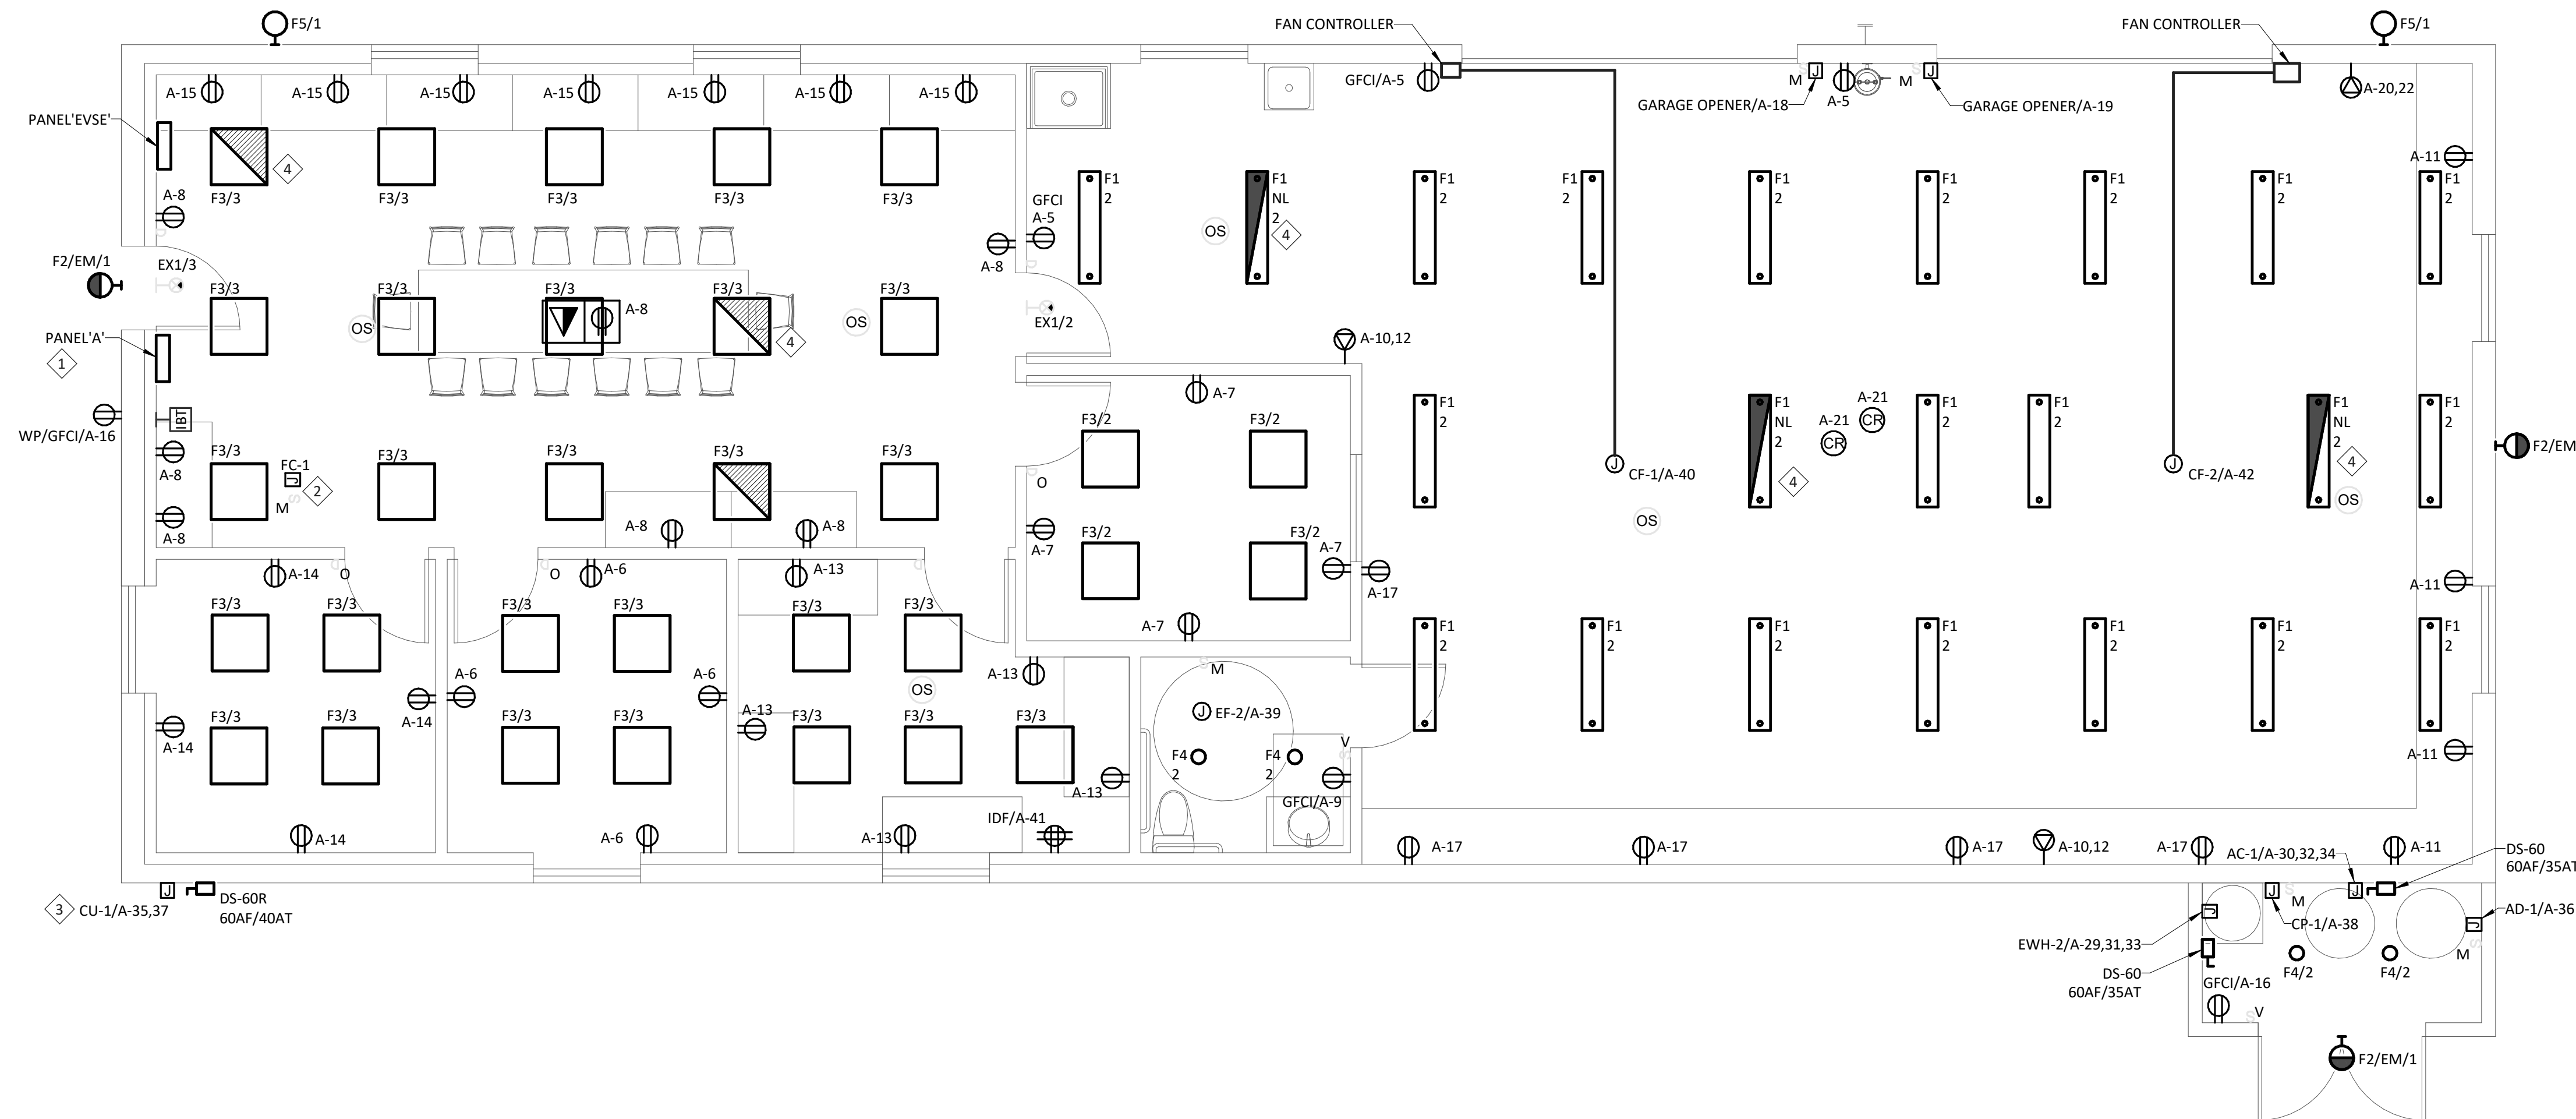 F5/1
FAN CONTROLLER
FAN CONTROLLER
F5/1
A-15
A-15
A-15
A-15
A-15
A-15
A-15
GFCI/A-5
M
J
A-5
M
J
GARAGE OPENER/A-18
GARAGE OPENER/A-19
A-20,22
PANEL'EVSE'
4
F3/3
F3/3
F3/3
F3/3
F3/3
A-8
GFCI
A-5
A-8
F1
2
F1
NL
2
4
OS
F1
2
F1
2
F1
2
F1
2
F1
2
F1
2
F1
2
A-11
F2/EM/1
EX1/3
F3/3
F3/3
F3/3
F3/3
F3/3
A-8
OS
OS
4
EX1/2
PANEL'A'
1
A-10,12
WP/GFCI/A-16
IBT
A-8
A-8
F3/3
F3/3
F3/3
F3/3
F3/3
FC-1
J
2
S
M
A-8
A-8
A-7
F3/2
F3/2
F3/2
F3/2
O
A-7
A-7
A-17
A-7
F1
2
F1
NL
2
4
A-21
CR
A-21
CR
F1
2
F1
2
F1
NL
2
4
OS
F1
2
J
CF-1/A-40
J
CF-2/A-42
OS
F2/EM
A-11
A-14
O
F3/3
F3/3
F3/3
F3/3
A-14
A-14
A-14
O
A-6
F3/3
F3/3
F3/3
F3/3
A-6
A-6
A-6
A-13
F3/3
F3/3
OS
F3/3
F3/3
F3/3
A-13
A-13
A-13
A-13
IDF/A-41
S
M
J
EF-2/A-39
F4
2
F4
2
V
GFCI/A-9
F1
2
F1
2
F1
2
F1
2
F1
2
F1
2
F1
2
A-11
A-17
A-17
A-17
A-10,12
A-17
A-11
3
CU-1/A-35,37
J
DS-60R
60AF/40AT
AC-1/A-30,32,34
DS-60
60AF/35AT
J
S
M
J
CP-1/A-38
J
AD-1/A-36
S
M
J
EWH-2/A-29,31,33
DS-60
60AF/35AT
F4/2
F4/2
GFCI/A-16
S
V
F2/EM/1